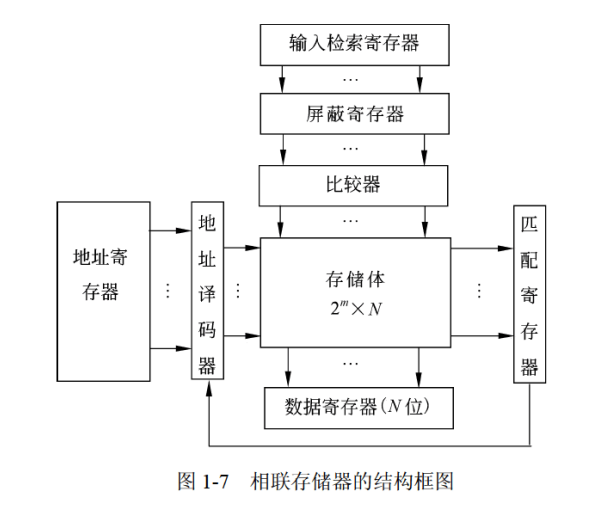 输入检索寄存器
…
屏蔽寄存器
…
比较器
…
地址寄
存器
⋮
地址译码器
⋮
存储体
2^m×N
⋮
匹配寄存器
…
数据寄存器(N位)
图 1-7 相联存储器的结构框图